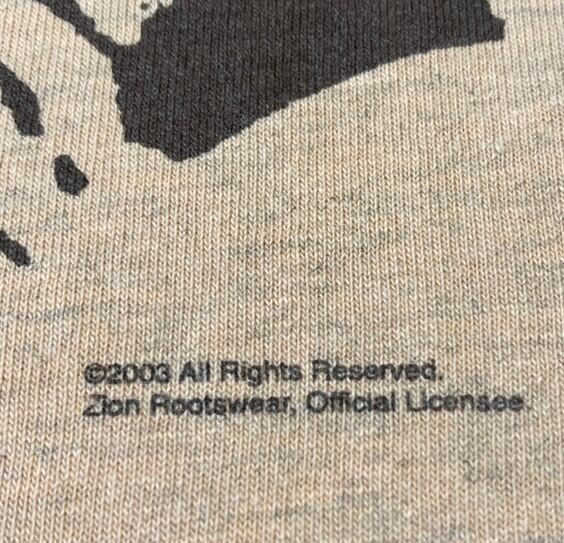 ©2003 All Rights Reserved.
Zion Rootswear, Official Licensee